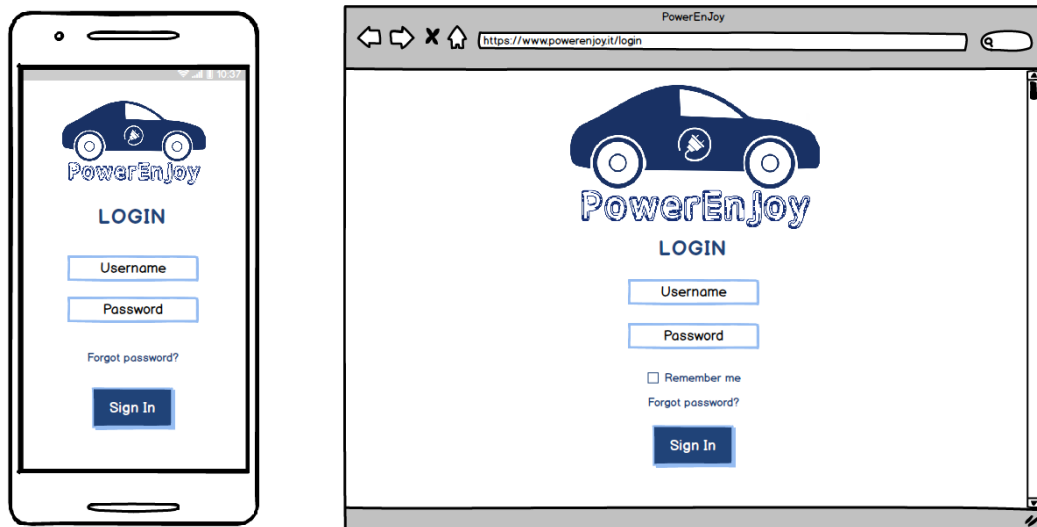 10:37
PowerEnJoy
LOGIN
Username
Password
Forgot password?
Sign In
PowerEnJoy
https://www.powerenjoy.it/login
PowerEnJoy
LOGIN
Username
Password
Remember me
Forgot password?
Sign In